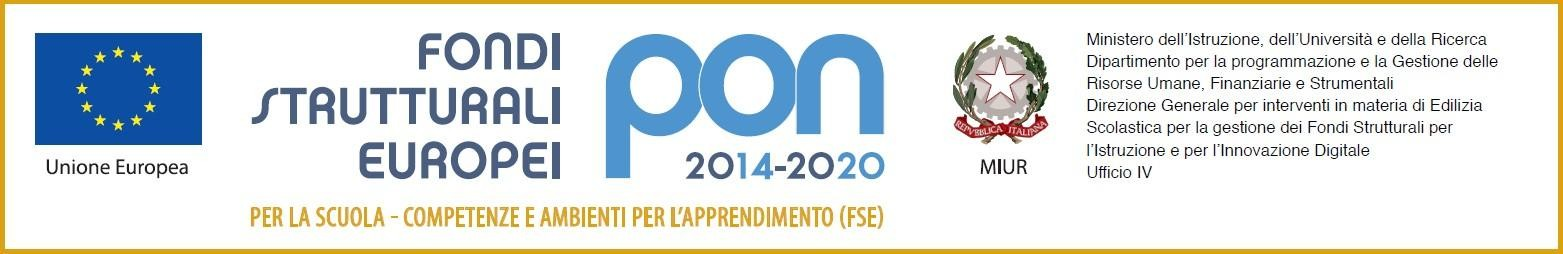 Unione Europea
FONDI
STRUTTURALI
EUROPEI
pon
2014-2020
PER LA SCUOLA - COMPETENZE E AMBIENTI PER L'APPRENDIMENTO (FSE)
REPVBBLICA ITALIANA
MIUR
Ministero dell'Istruzione, dell'Università e della Ricerca
Dipartimento per la programmazione e la Gestione delle
Risorse Umane, Finanziarie e Strumentali
Direzione Generale per interventi in materia di Edilizia
Scolastica per la gestione dei Fondi Strutturali per
l'Istruzione e per l'Innovazione Digitale
Ufficio IV